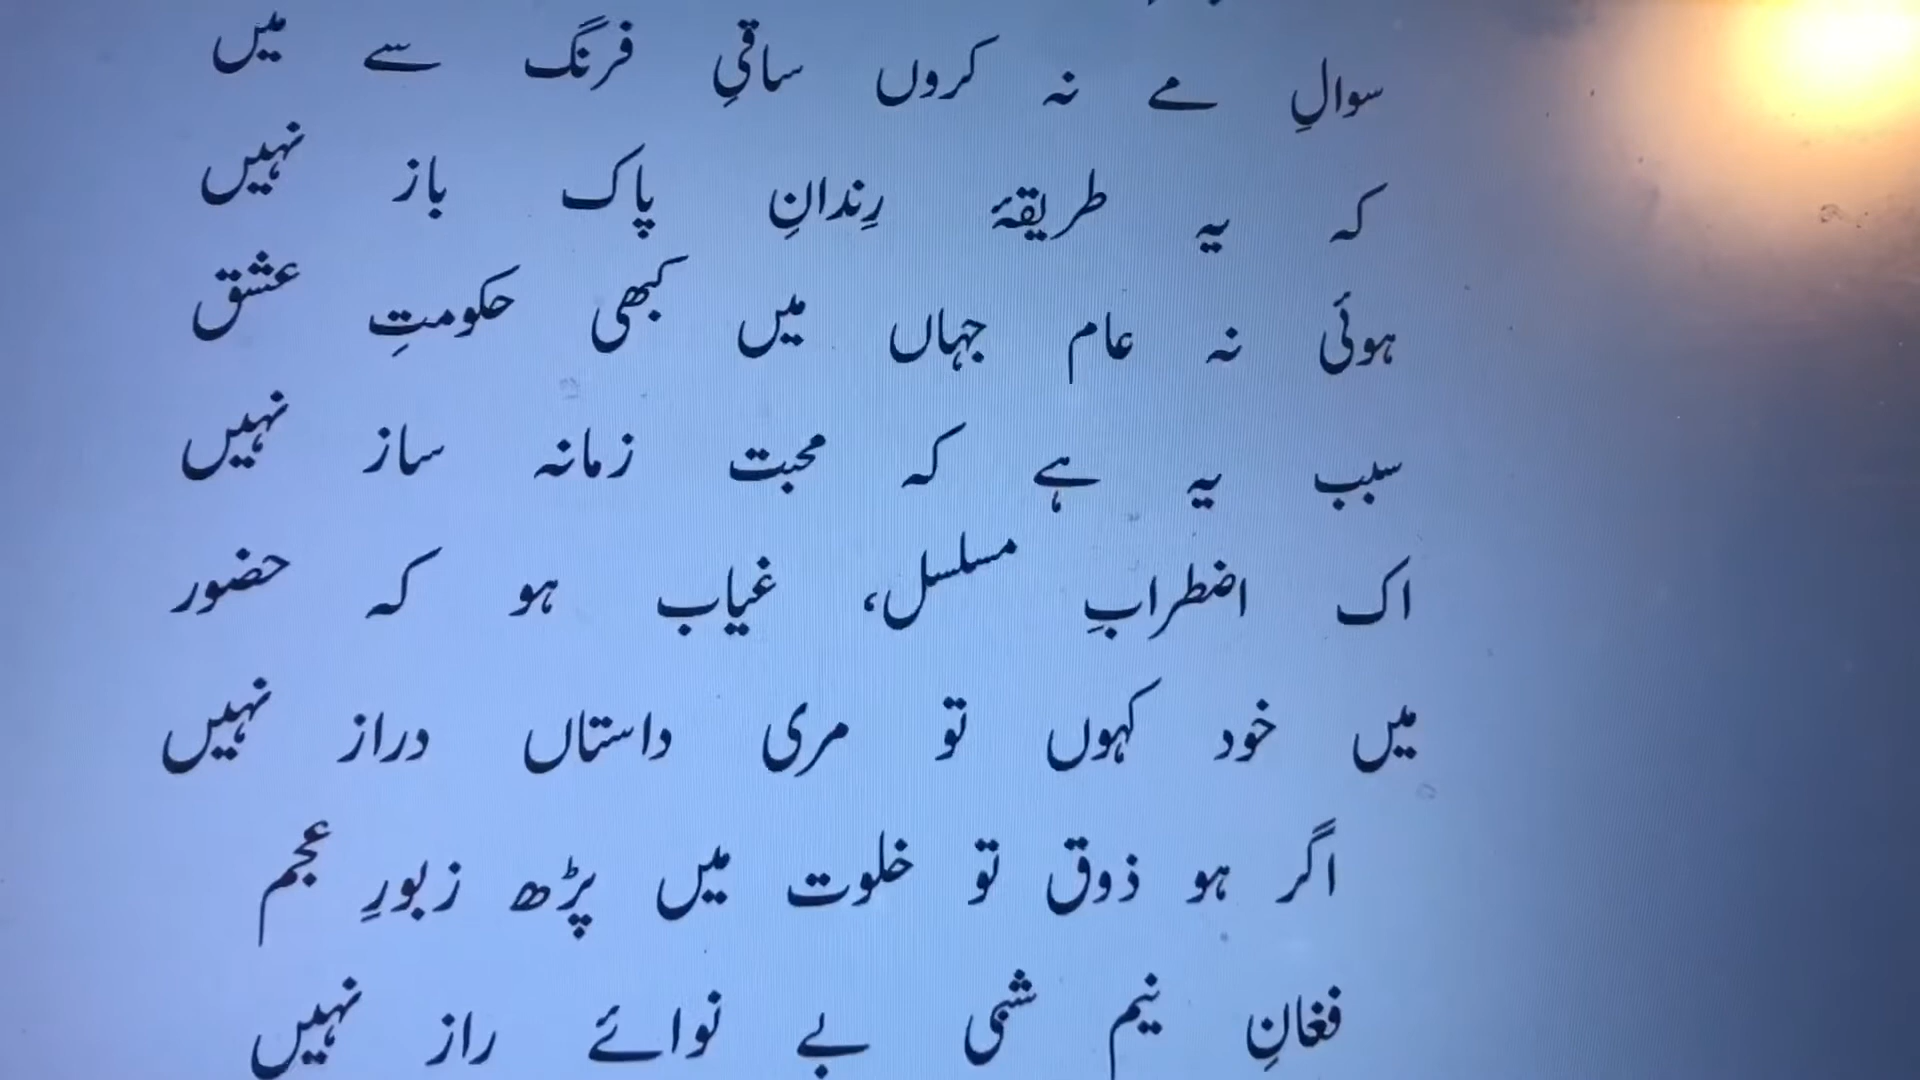 سوالِ مے نہ کروں ساقیِ فرنگ سے میں
کہ یہ طریقۂ رِندانِ پاک باز نہیں
ہوئی نہ عام جہاں میں کبھی حکومتِ عشق
سبب یہ ہے کہ محبت زمانہ ساز نہیں
اک اضطرابِ مسلسل، غیاب ہو کہ حضور
میں خود کہوں تو مری داستاں دراز نہیں
اگر ہو ذوق تو خلوت میں پڑھ زبورِ عجم
فغانِ نیم شبی بے نوائے راز نہیں